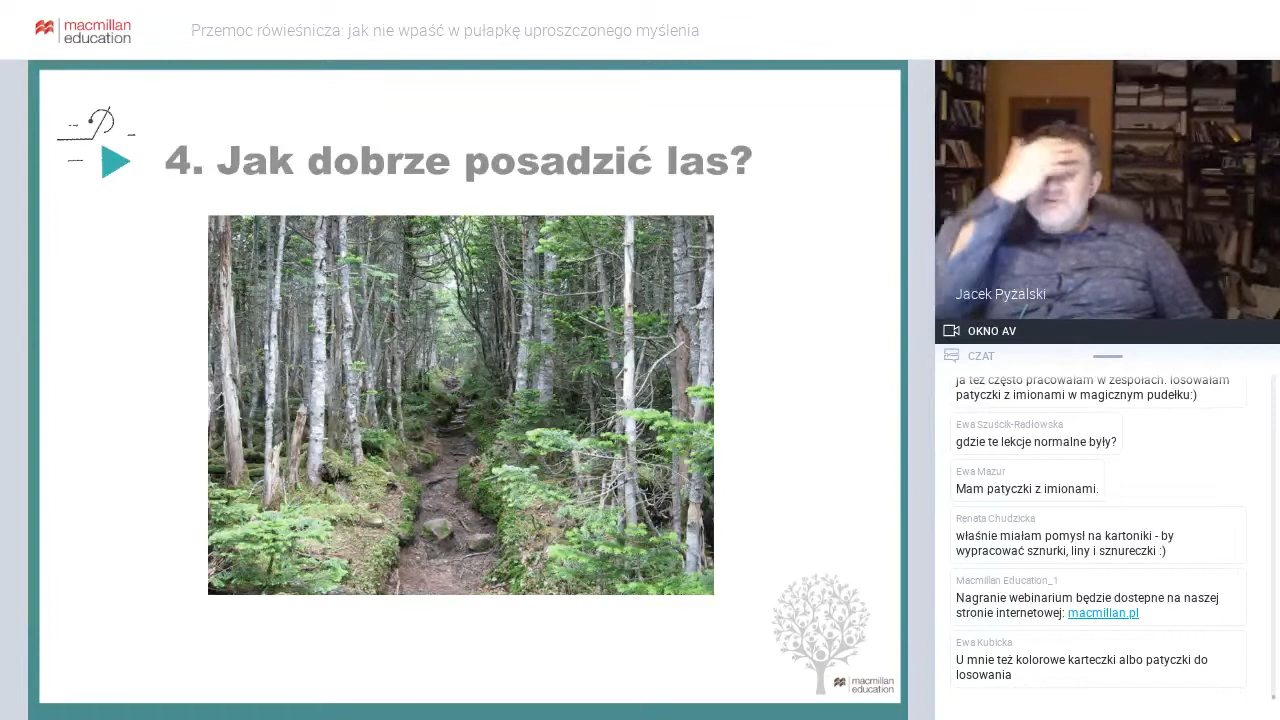 macmillan
education
Przemoc rówieśnicza: jak nie wpaść w pułapkę uproszczonego myślenia
4. Jak dobrze posadzić las?
macmillan
education
Jacek Pyżalski
OKNO AV
CZAT
ja też często pracowałam w zespołach. losowałam
patyczki z imionami w magicznym pudełku:)
Ewa Szuścik-Radłowska
gdzie te lekcje normalne były?
Ewa Mazur
Mam patyczki z imionami.
Renata Chudzicka
właśnie miałam pomysł na kartoniki - by
wypracować sznurki, liny i sznureczki :)
Macmillan Education_1
Nagranie webinarium będzie dostepne na naszej
stronie internetowej: macmillan.pl
Ewa Kubicka
U mnie też kolorowe karteczki albo patyczki do
losowania